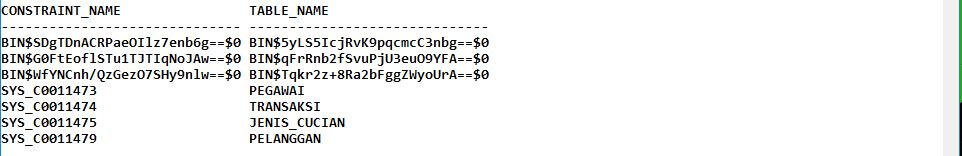 CONSTRAINT_NAME TABLE_NAME
------------------------------ ------------------------------
BIN$SDgTDnACRPaeOIlz7enb6g==$0 BIN$5yLS5IcjRvK9pqcmcC3nbg==$0
BIN$G0FtEoflSTu1TJTIqNoJAw==$0 BIN$qFrRnb2fSvuPjU3euO9YFA==$0
BIN$WfYNCnh/QzGezO7SHy9nlw==$0 BIN$Tqkr2z+8Ra2bFggZWyoUrA==$0
SYS_C0011473 PEGAWAI
SYS_C0011474 TRANSAKSI
SYS_C0011475 JENIS_CUCIAN
SYS_C0011479 PELANGGAN